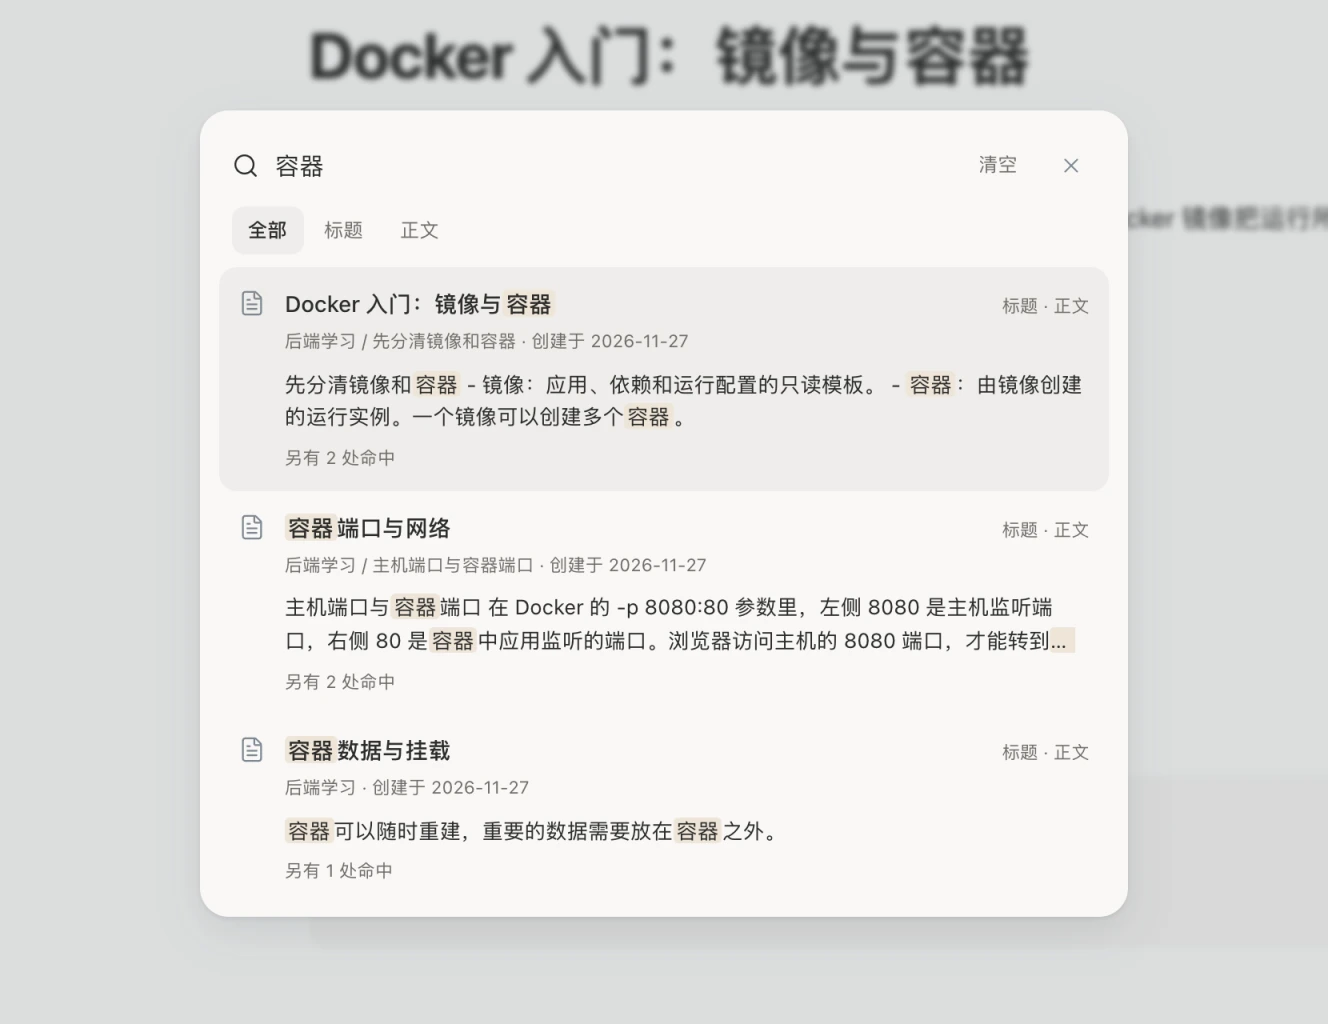 Docker 入门：镜像与容器
容器
清空
全部 标题 正文
cker 镜像把运行
Docker 入门：镜像与容器
标题 · 正文
后端学习 / 先分清镜像和容器 · 创建于 2026-11-27
先分清镜像和容器 - 镜像：应用、依赖和运行配置的只读模板。 - 容器：由镜像创建
的运行实例。一个镜像可以创建多个容器。
另有 2 处命中
容器端口与网络
标题 · 正文
后端学习 / 主机端口与容器端口 · 创建于 2026-11-27
主机端口与容器端口 在 Docker 的 -p 8080:80 参数里，左侧 8080 是主机监听端
口，右侧 80 是容器中应用监听的端口。浏览器访问主机的 8080 端口，才能转到...
另有 2 处命中
容器数据与挂载
标题 · 正文
后端学习 · 创建于 2026-11-27
容器可以随时重建，重要的数据需要放在容器之外。
另有 1 处命中